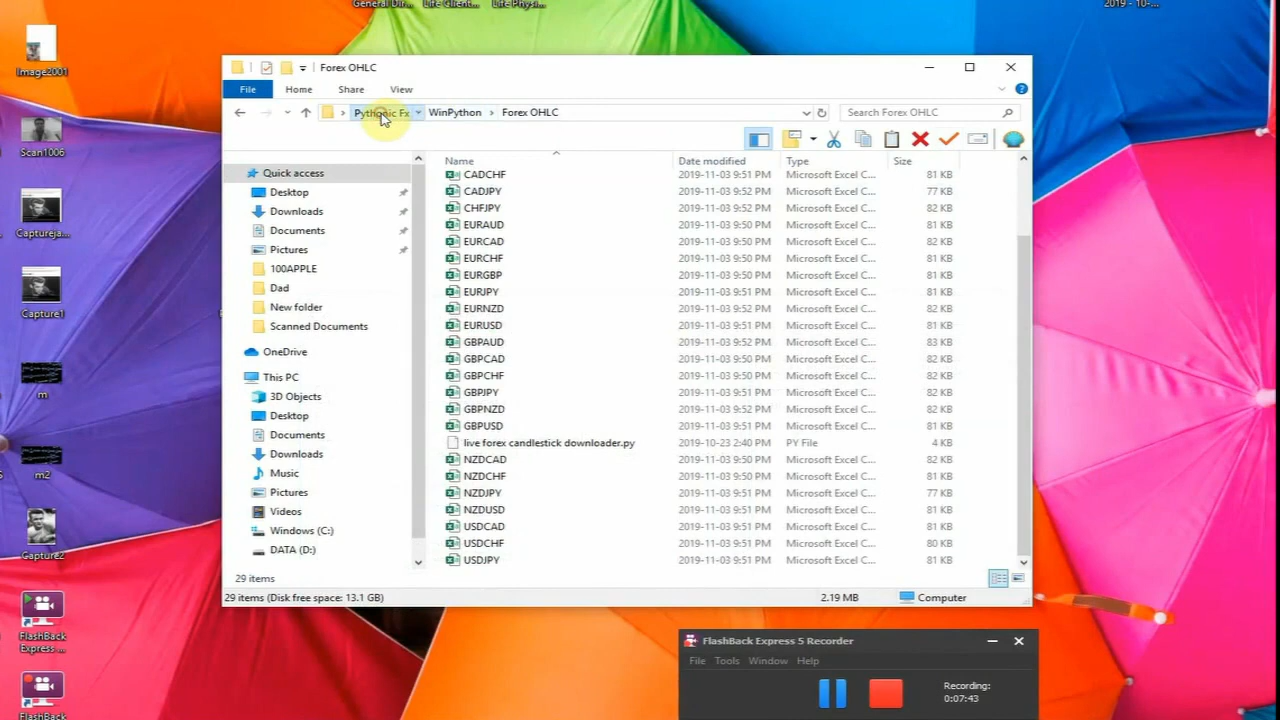 General Dir...
Life Client...
Life Physi...
2019 - 10-...
Image2001
Scan1006
Captureja...
Capture1
m
m2
Capture2
FlashBack
Express ...
FlashBack
Forex OHLC
File Home Share View
Pythonic Fx WinPython Forex OHLC
Search Forex OHLC
Quick access
Desktop
Downloads
Documents
Pictures
100APPLE
Dad
New folder
Scanned Documents
OneDrive
This PC
3D Objects
Desktop
Documents
Downloads
Music
Pictures
Videos
Windows (C:)
DATA (D:)
Name Date modified Type Size
CADCHF 2019-11-03 9:51 PM Microsoft Excel C... 81 KB
CADJPY 2019-11-03 9:52 PM Microsoft Excel C... 77 KB
CHFJPY 2019-11-03 9:52 PM Microsoft Excel C... 82 KB
EURAUD 2019-11-03 9:50 PM Microsoft Excel C... 81 KB
EURCAD 2019-11-03 9:50 PM Microsoft Excel C... 82 KB
EURCHF 2019-11-03 9:50 PM Microsoft Excel C... 81 KB
EURGBP 2019-11-03 9:50 PM Microsoft Excel C... 82 KB
EURJPY 2019-11-03 9:51 PM Microsoft Excel C... 81 KB
EURNZD 2019-11-03 9:52 PM Microsoft Excel C... 82 KB
EURUSD 2019-11-03 9:51 PM Microsoft Excel C... 81 KB
GBPAUD 2019-11-03 9:52 PM Microsoft Excel C... 83 KB
GBPCAD 2019-11-03 9:50 PM Microsoft Excel C... 82 KB
GBPCHF 2019-11-03 9:50 PM Microsoft Excel C... 82 KB
GBPJPY 2019-11-03 9:51 PM Microsoft Excel C... 81 KB
GBPNZD 2019-11-03 9:52 PM Microsoft Excel C... 82 KB
GBPUSD 2019-11-03 9:51 PM Microsoft Excel C... 81 KB
live forex candlestick downloader.py 2019-10-23 2:40 PM PY File 4 KB
NZDCAD 2019-11-03 9:51 PM Microsoft Excel C... 82 KB
NZDCHF 2019-11-03 9:50 PM Microsoft Excel C... 81 KB
NZDJPY 2019-11-03 9:51 PM Microsoft Excel C... 77 KB
NZDUSD 2019-11-03 9:51 PM Microsoft Excel C... 81 KB
USDCAD 2019-11-03 9:51 PM Microsoft Excel C... 81 KB
USDCHF 2019-11-03 9:51 PM Microsoft Excel C... 80 KB
USDJPY 2019-11-03 9:51 PM Microsoft Excel C... 81 KB
29 items
29 items (Disk free space: 13.1 GB) 2.19 MB Computer
FlashBack Express 5 Recorder
File Tools Window Help
Recording:
0:07:43